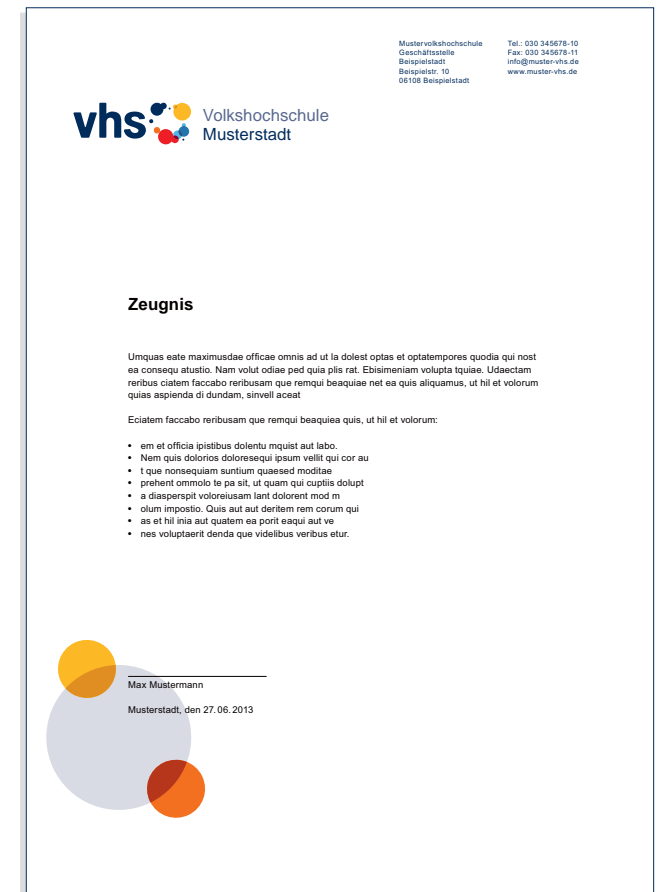 Mustervolkshochschule
Geschäftsstelle
Beispielstadt
Beispielstr. 10
06108 Beispielstadt
Tel.: 030 345678-10
Fax: 030 345678-11
info@muster-vhs.de
www.muster-vhs.de
vhs
Volkshochschule
Musterstadt
Zeugnis
Umquas eate maximusdae officae omnis ad ut la dolest optas et optatempores quodia qui nost
ea consequ atustio. Nam volut odiae ped quia plis rat. Ebisimeniam volupta tquiae. Udaectam
reribus ciatem faccabo reribusam que remqui beaquiae net ea quis aliquamus, ut hil et volorum
quias aspienda di dundam, sinvell aceat
Eciatem faccabo reribusam que remqui beaquiea quis, ut hil et volorum:
• em et officia ipistibus dolentu mquist aut labo.
• Nem quis dolorios doloresequi ipsum vellit qui cor au
• t que nonsequiam suntium quaesed moditae
• prehent ommolo te pa sit, ut quam qui cuptiis dolupt
• a diasperspit voloreiusam lant dolorent mod m
• olum impostio. Quis aut aut deritem rem corum qui
• as et hil inia aut quatem ea porit eaqui aut ve
• nes voluptaerit denda que videlibus veribus etur.
Max Mustermann
Musterstadt, den 27. 06. 2013